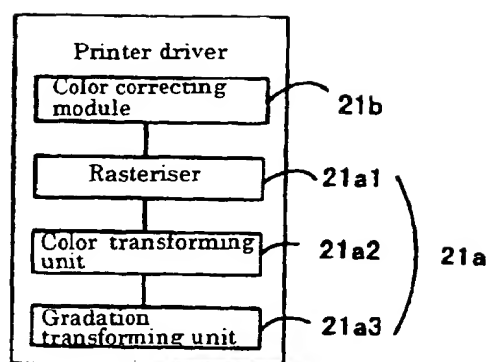 Printer driver
Color correcting
module
21b
Rasteriser
21a1
Color transforming
unit
21a2
21a
Gradation
transforming unit
21a3